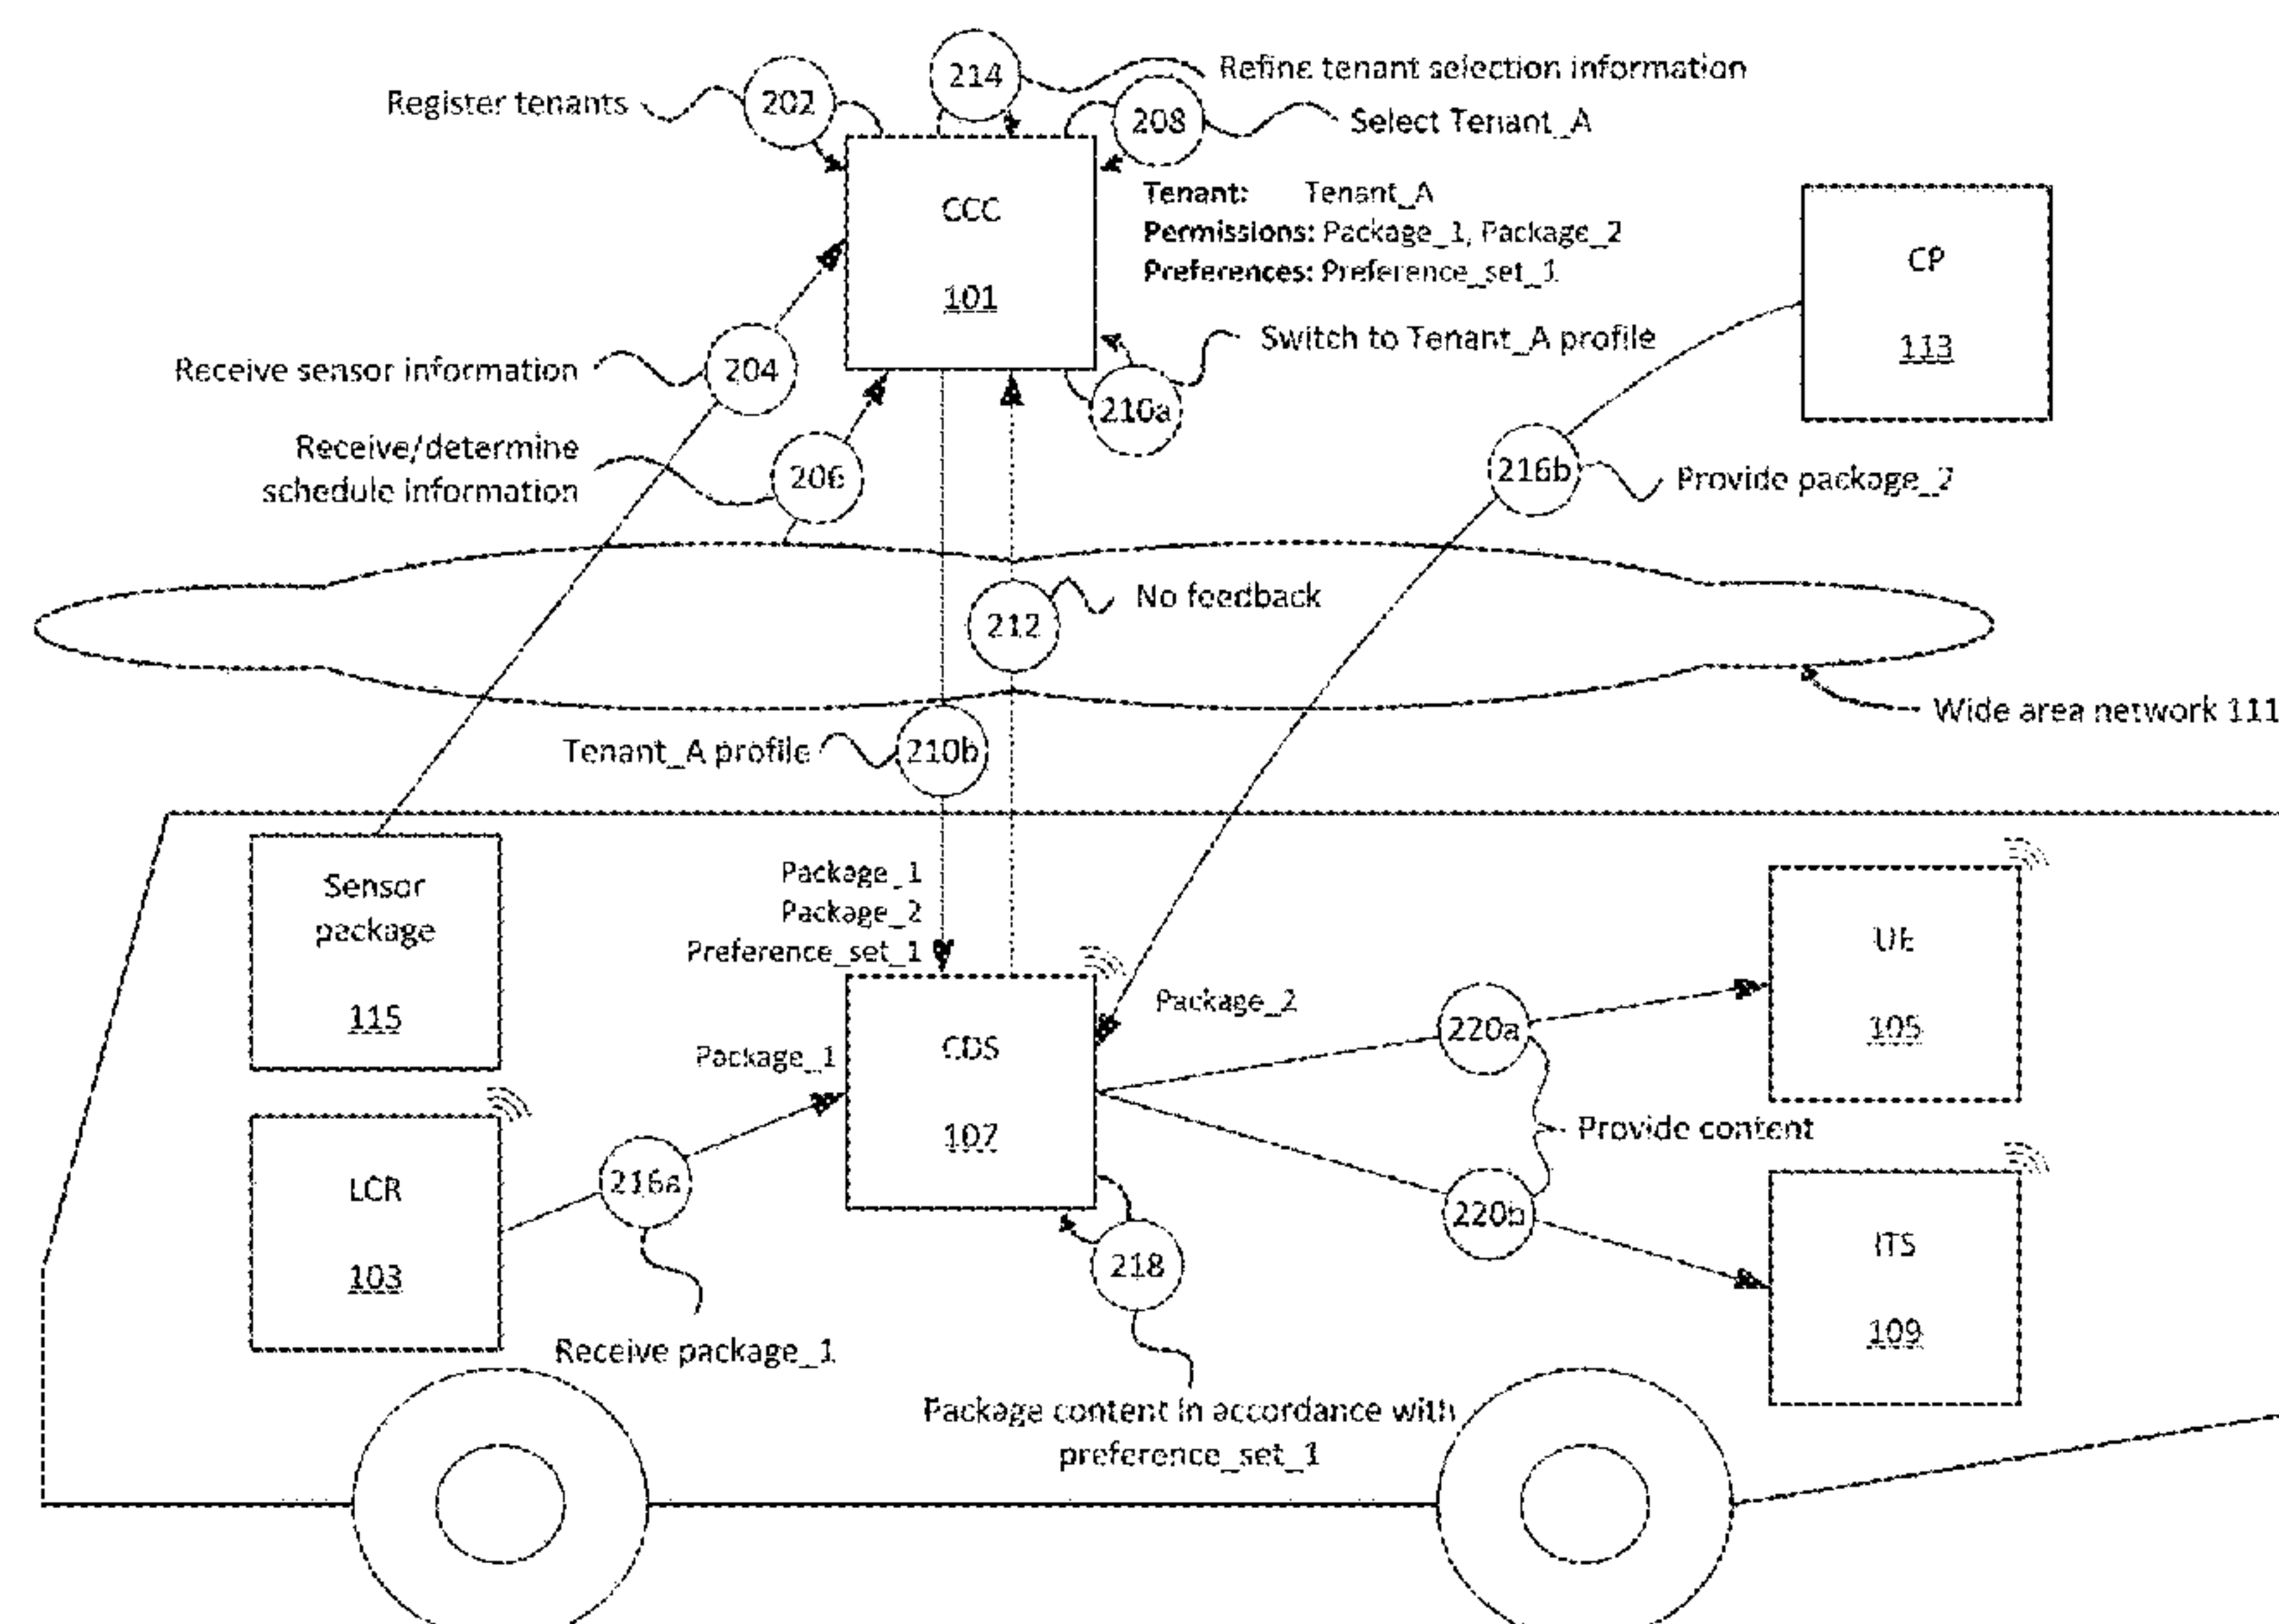 214
Refine tenant selection information
Register tenants
202
208
Select Tenant_A
CCC
101
Tenant: Tenant_A
Permissions: Package_1, Package_2
Preferences: Preference_set_1
CP
113
Receive sensor information
204
Switch to Tenant_A profile
210a
Receive/determine
schedule information
206
216b
Provide package_2
No feedback
212
Wide area network 111
Tenant_A profile
210b
Package_1
Package_2
Preference_set_1
Sensor
package
115
UE
105
Package_2
CDS
107
220a
Package_1
Provide content
LCR
103
216a
220b
218
ITS
109
Receive package_1
Package content in accordance with
preference_set_1